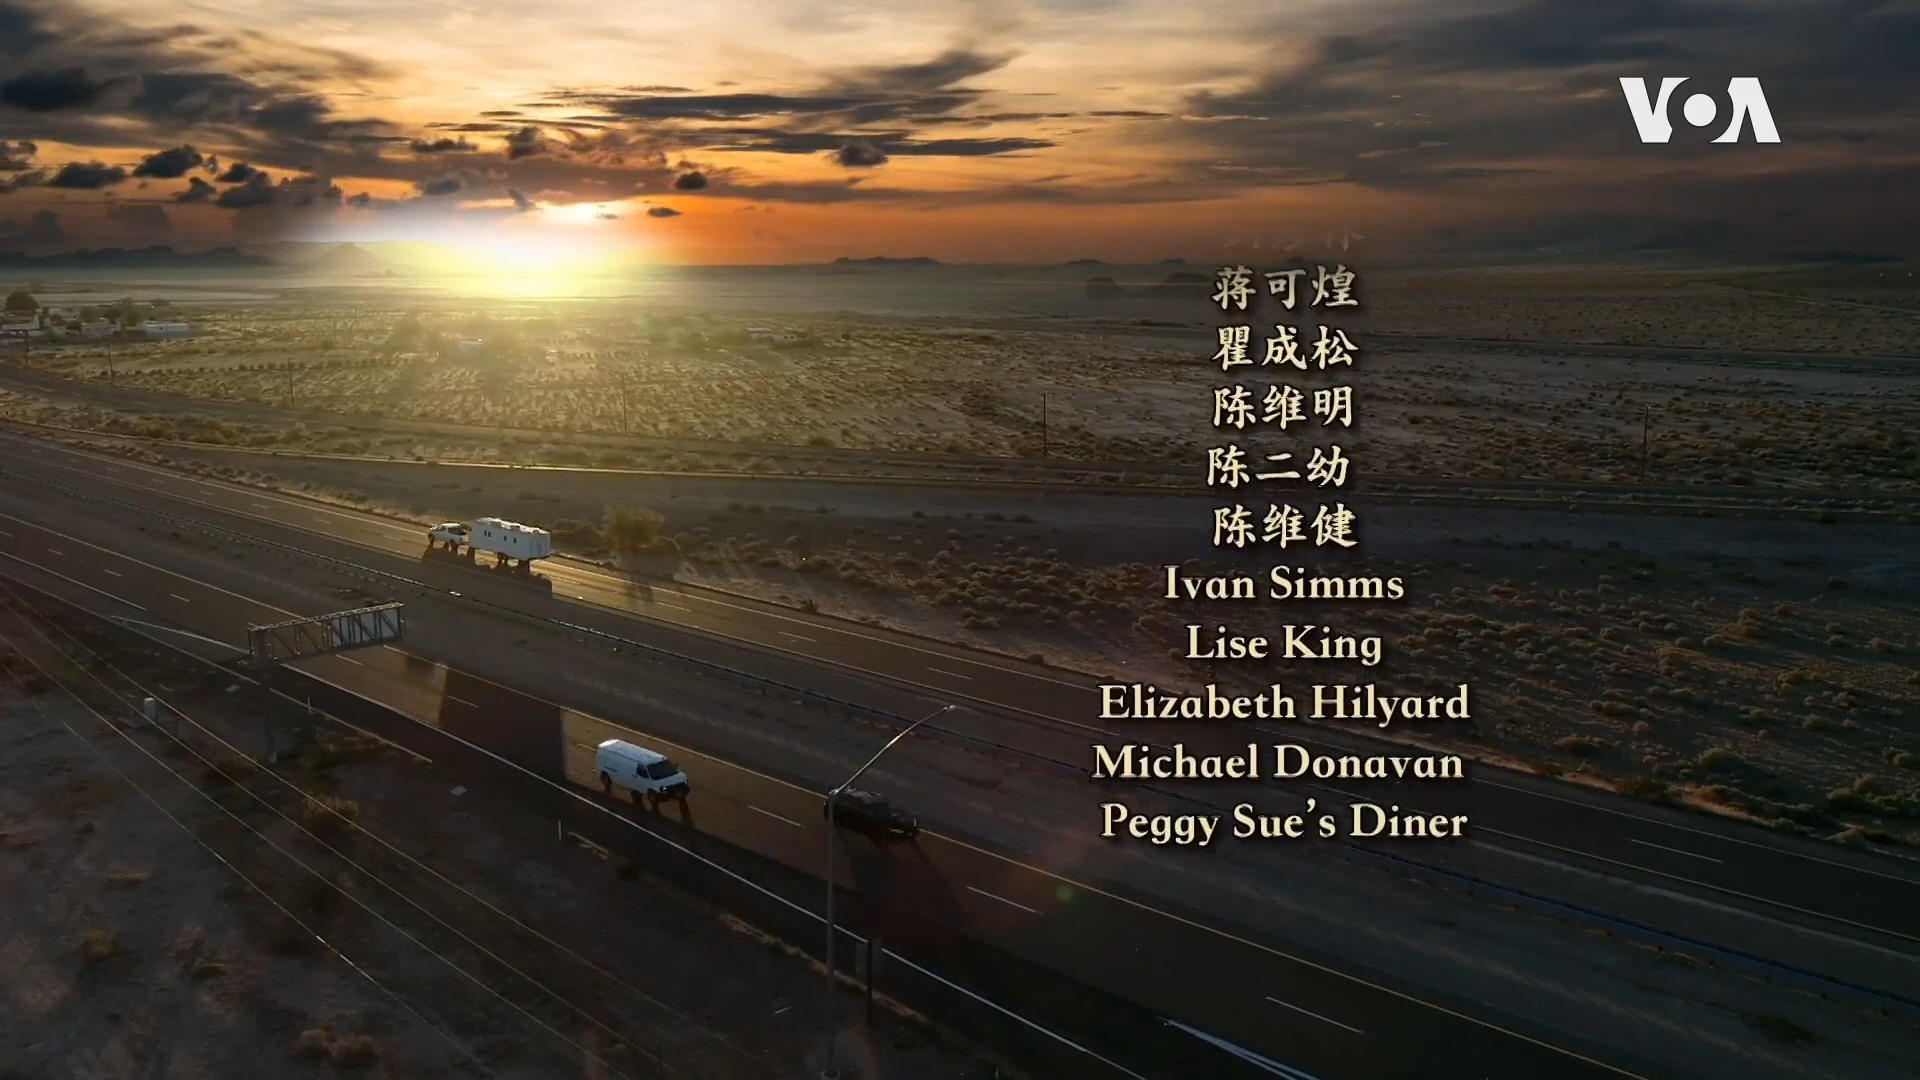 VOA
蒋可煌
瞿成松
陈维明
陈二幼
陈维健
Ivan Simms
Lise King
Elizabeth Hilyard
Michael Donavan
Peggy Sue's Diner